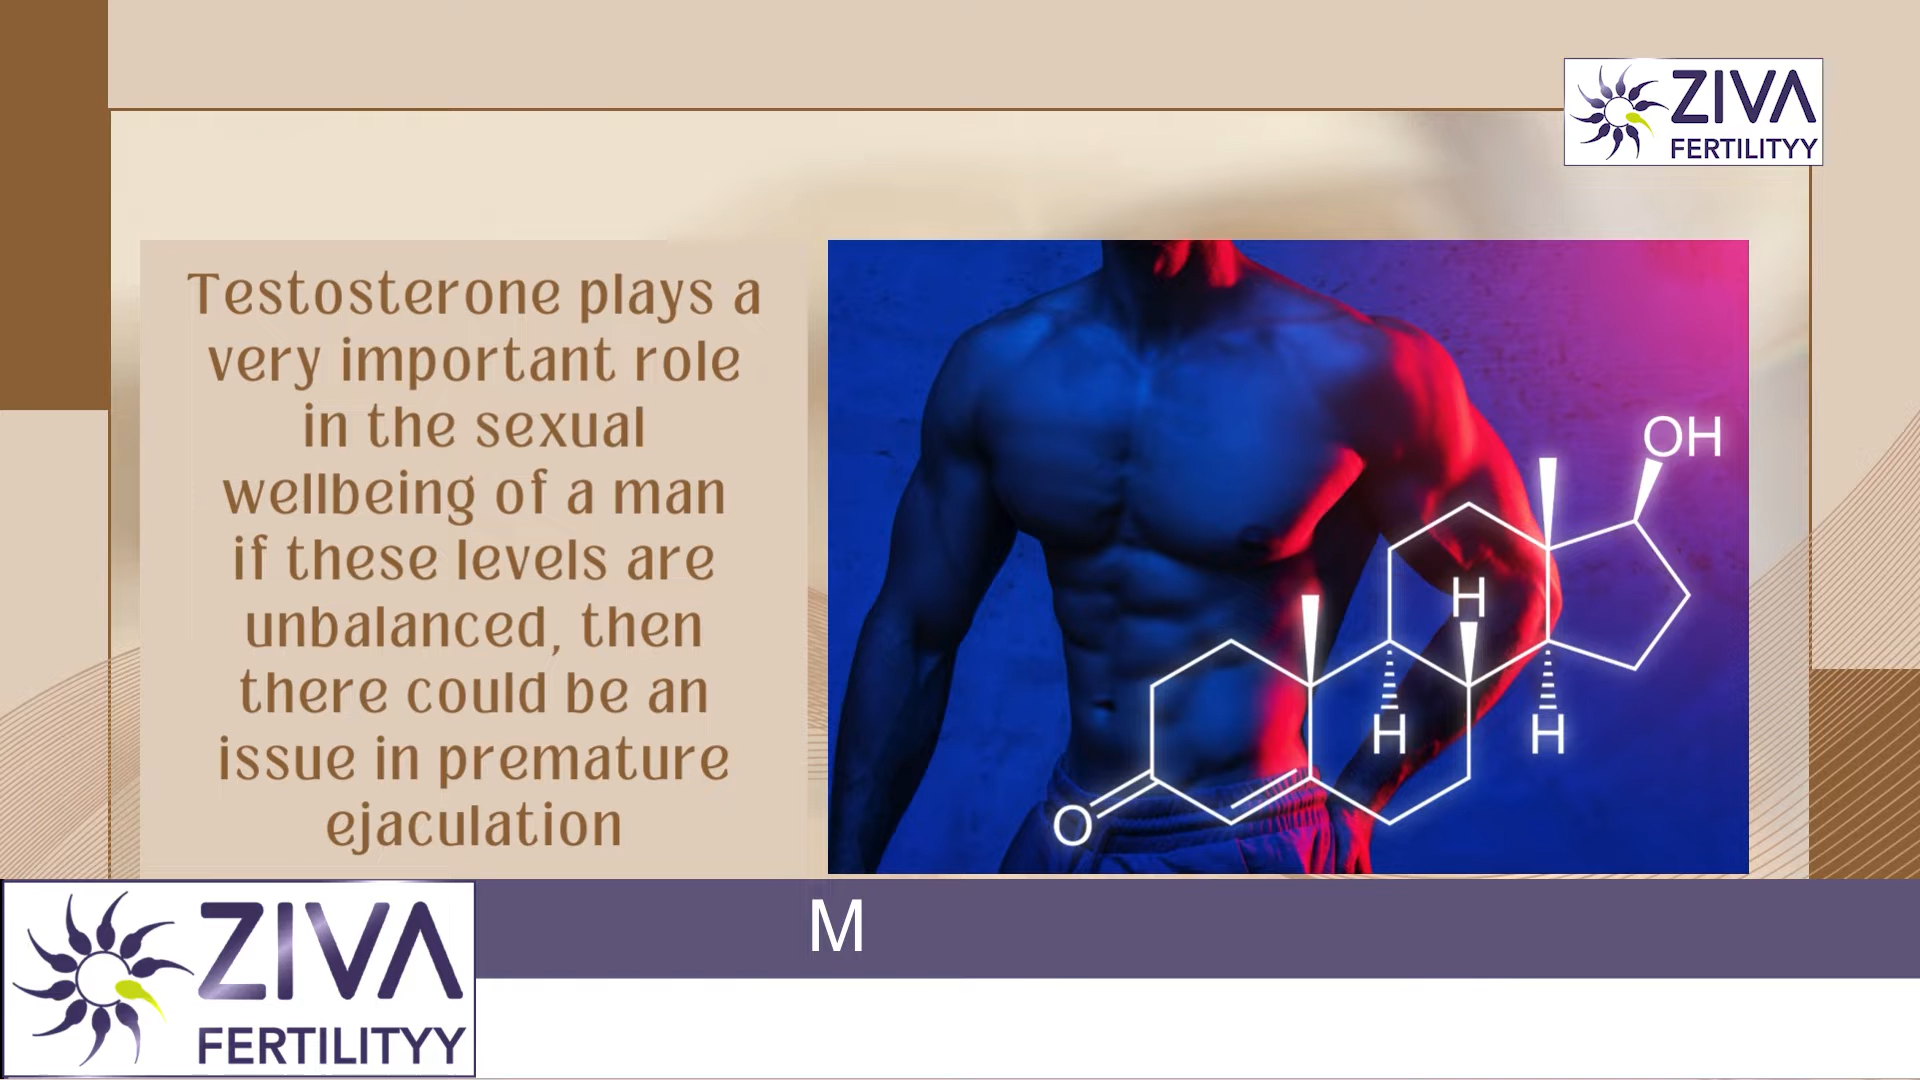 ZIVA
FERTILITYY
Testosterone plays a
very important role
in the sexual
wellbeing of a man
if these levels are
unbalanced, then
there could be an
issue in premature
ejaculation
OH
H
H
H
O
M
ZIVA
FERTILITYY